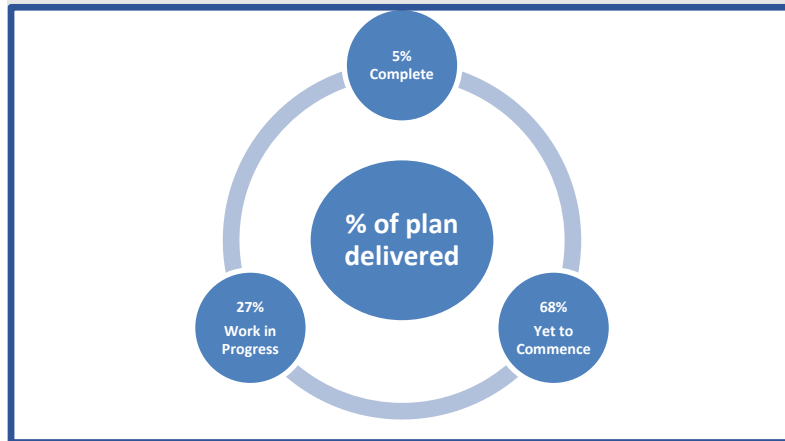 5%
Complete
% of plan
delivered
27%
Work in
Progress
68%
Yet to
Commence